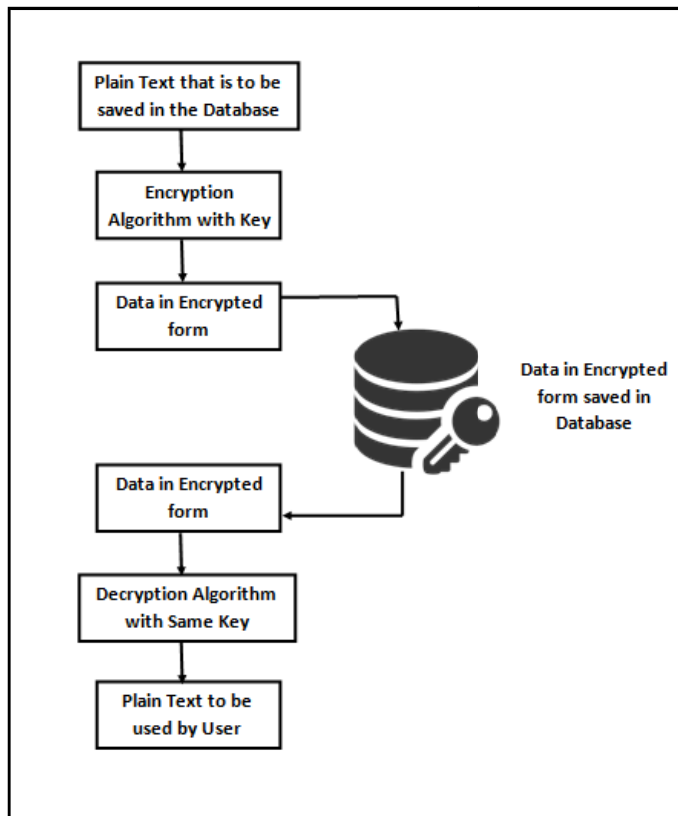 Plain Text that is to be
saved in the Database
Encryption
Algorithm with Key
Data in Encrypted
form
Data in Encrypted
form saved in
Database
Data in Encrypted
form
Decryption Algorithm
with Same Key
Plain Text to be
used by User